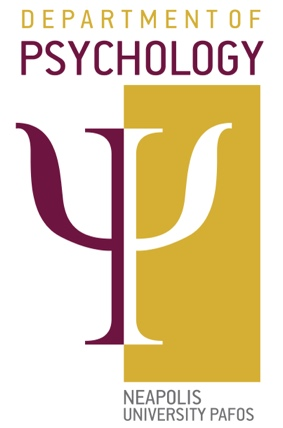 DEPARTMENT OF
PSYCHOLOGY
Ψ
NEAPOLIS
UNIVERSITY PAFOS